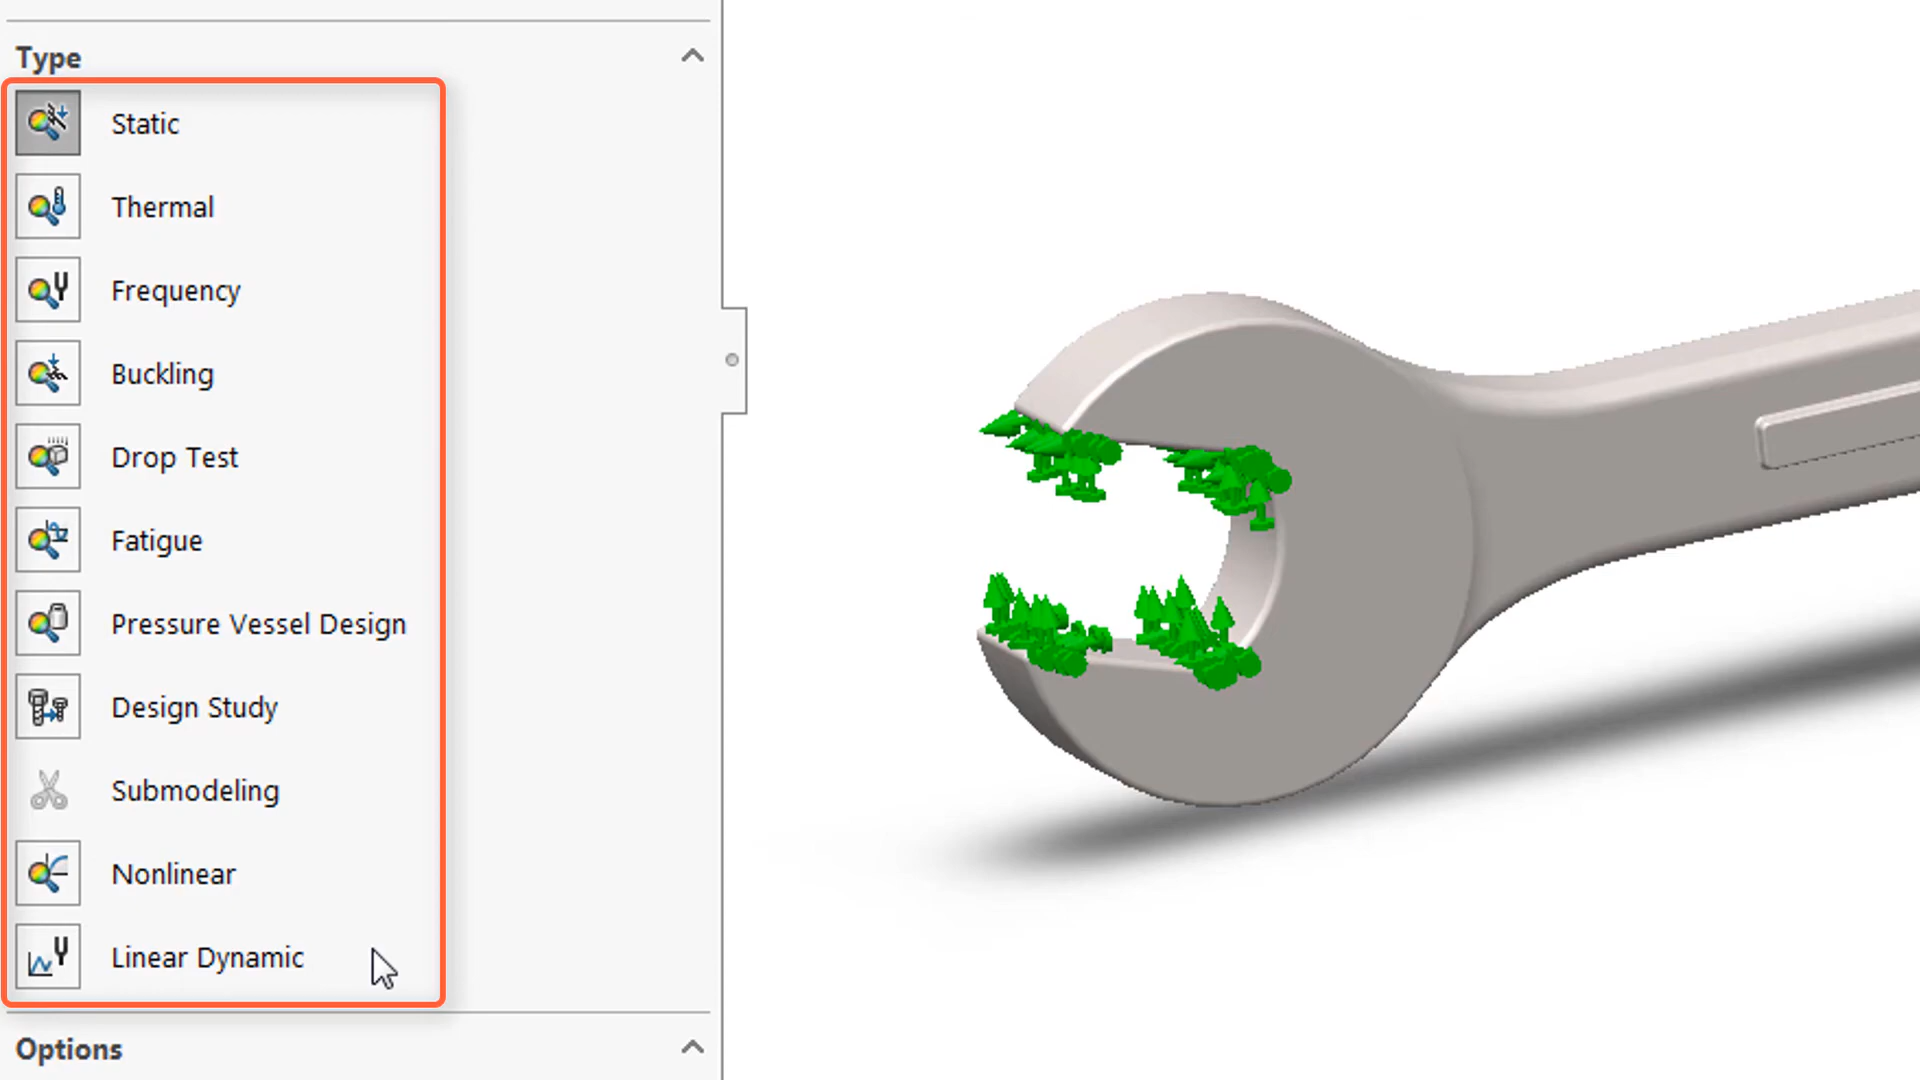 Type
Static
Thermal
Frequency
Buckling
Drop Test
Fatigue
Pressure Vessel Design
Design Study
Submodeling
Nonlinear
Linear Dynamic
Options